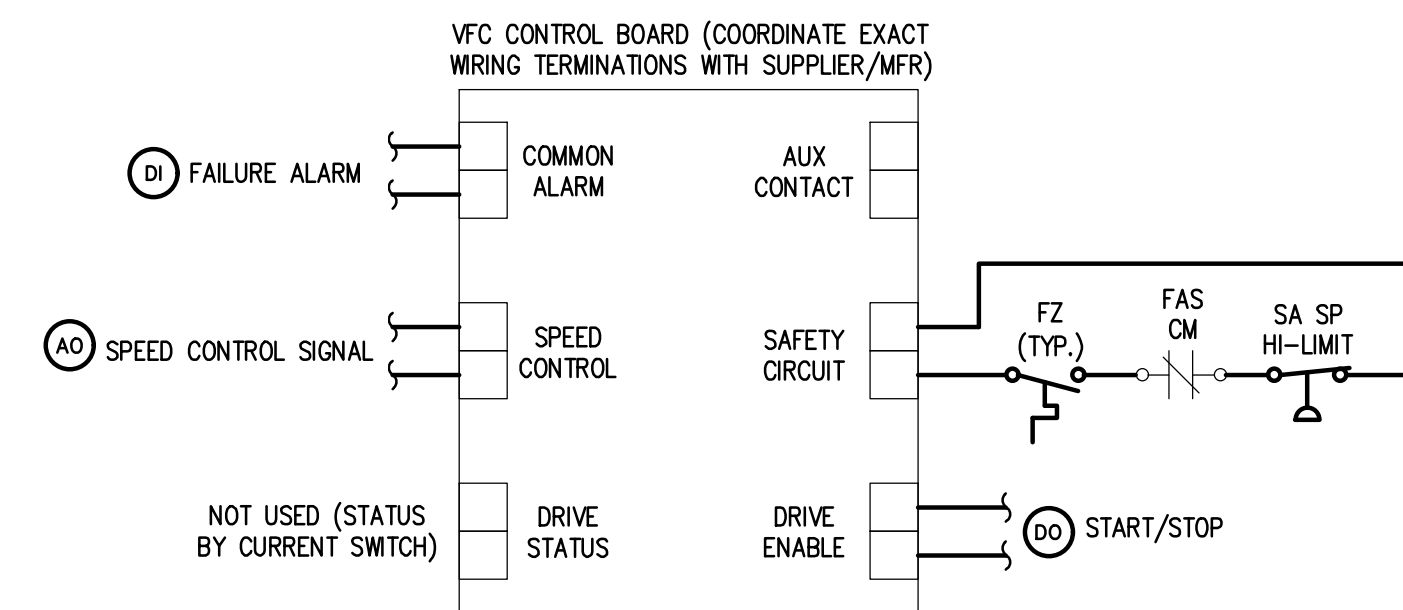 VFC CONTROL BOARD (COORDINATE EXACT
WIRING TERMINATIONS WITH SUPPLIER/MFR)
DI FAILURE ALARM
COMMON
ALARM
AUX
CONTACT
AO SPEED CONTROL SIGNAL
SPEED
CONTROL
SAFETY
CIRCUIT
FZ
(TYP.)
FAS
CM
SA SP
HI-LIMIT
NOT USED (STATUS
BY CURRENT SWITCH)
DRIVE
STATUS
DRIVE
ENABLE
DO START/STOP